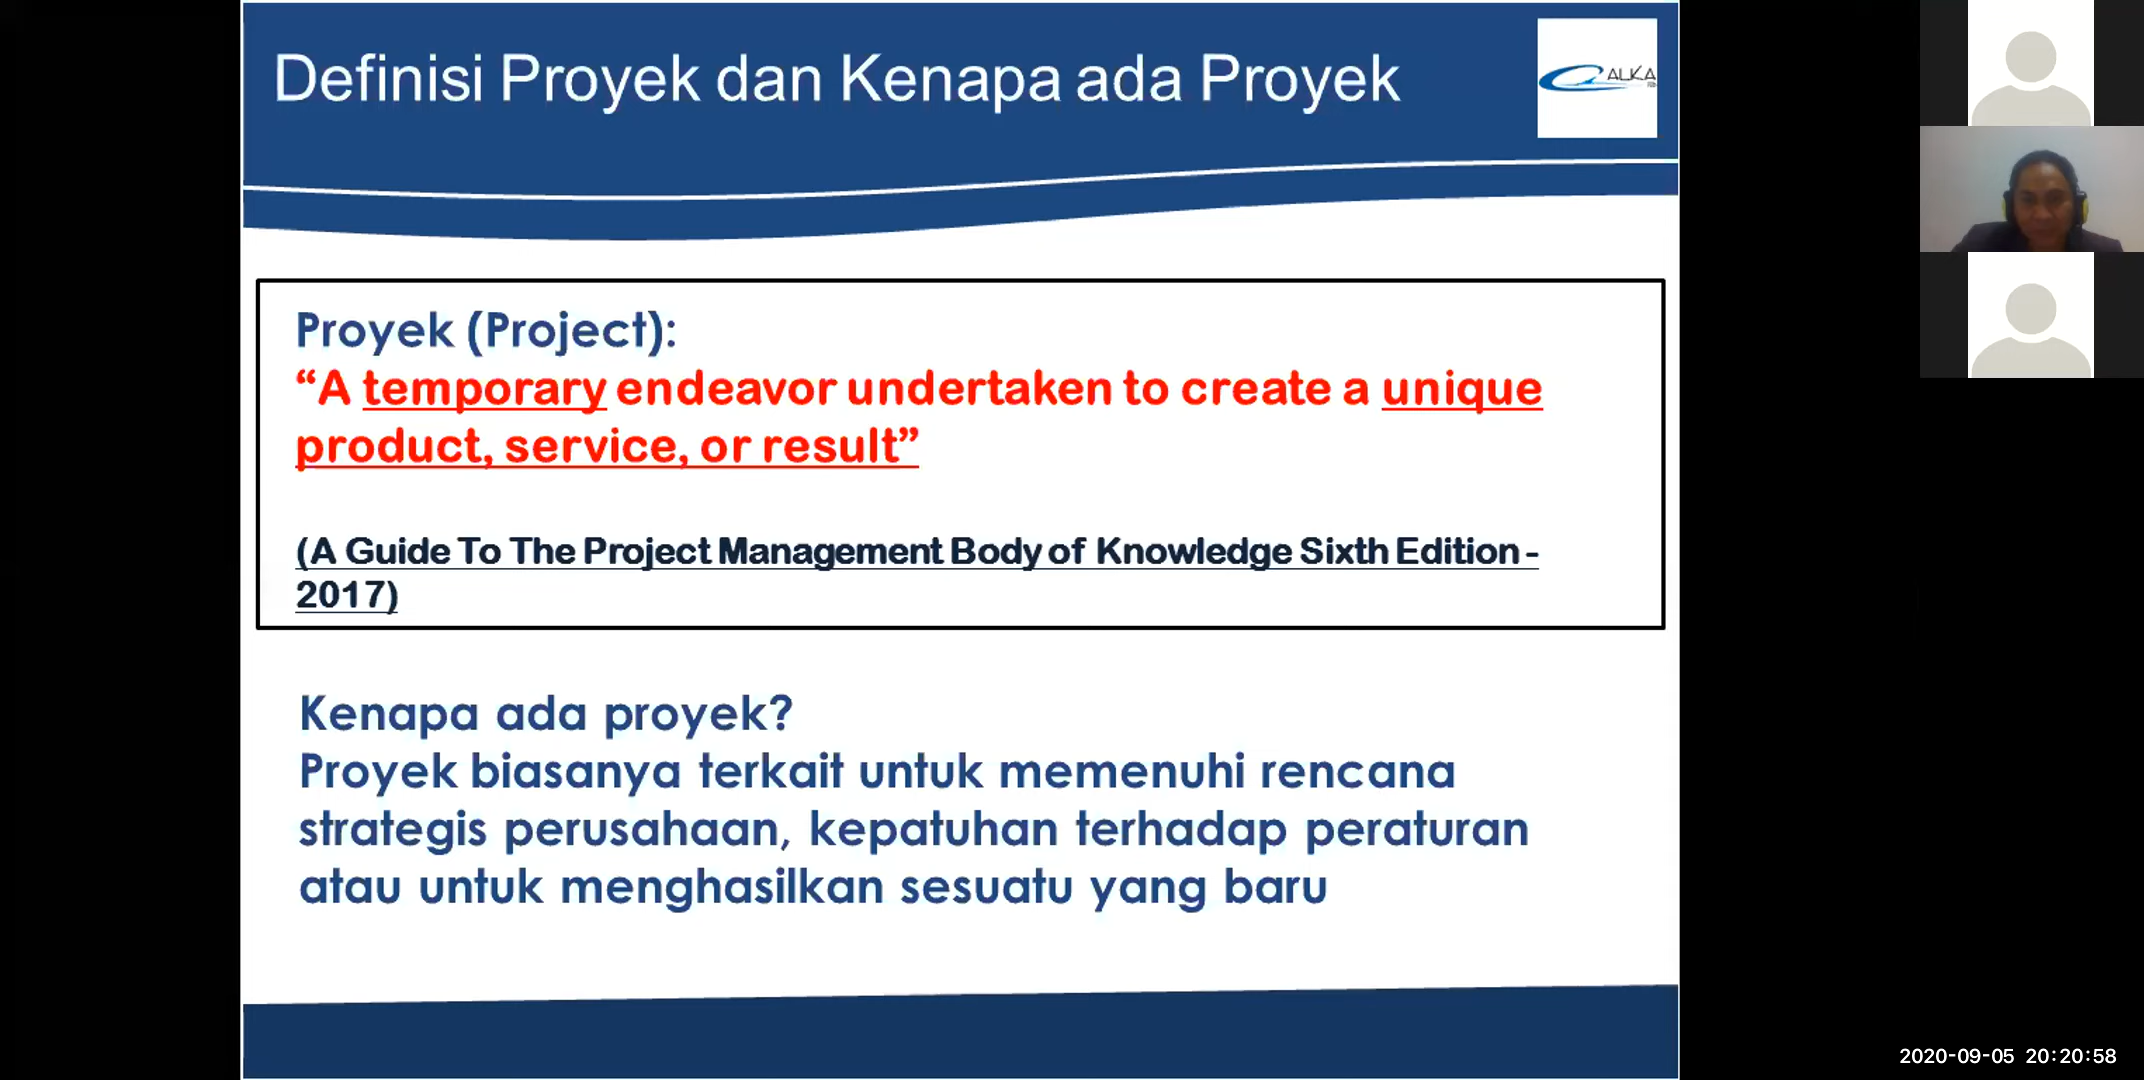 Definisi Proyek dan Kenapa ada Proyek
ALKA
Proyek (Project):
“A temporary endeavor undertaken to create a unique
product, service, or result”
(A Guide To The Project Management Body of Knowledge Sixth Edition -
2017)
Kenapa ada proyek?
Proyek biasanya terkait untuk memenuhi rencana
strategis perusahaan, kepatuhan terhadap peraturan
atau untuk menghasilkan sesuatu yang baru
2020-09-05 20:20:58